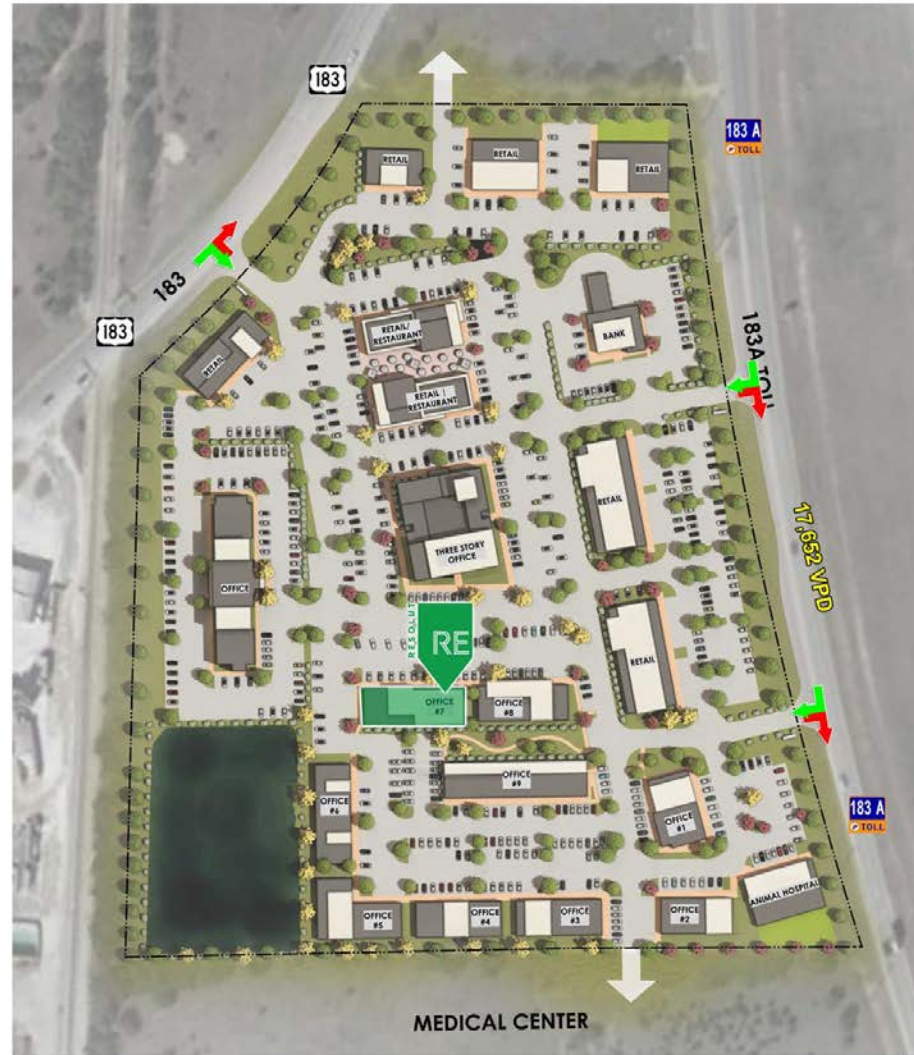 183
183 A
TOLL
RETAIL
RETAIL
RETAIL
183
183
RETAIL/
RESTAURANT
BANK
RETAIL
RETAIL |
RESTAURANT
183A TOLL
RETAIL
THREE STORY
OFFICE
17,652 VPD
OFFICE
RESOLUT
RE
RETAIL
OFFICE
#7
OFFICE
#8
OFFICE
#9
OFFICE
#6
OFFICE
#1
183 A
TOLL
ANIMAL HOSPITAL
OFFICE
#5
OFFICE
#4
OFFICE
#3
OFFICE
#2
MEDICAL CENTER